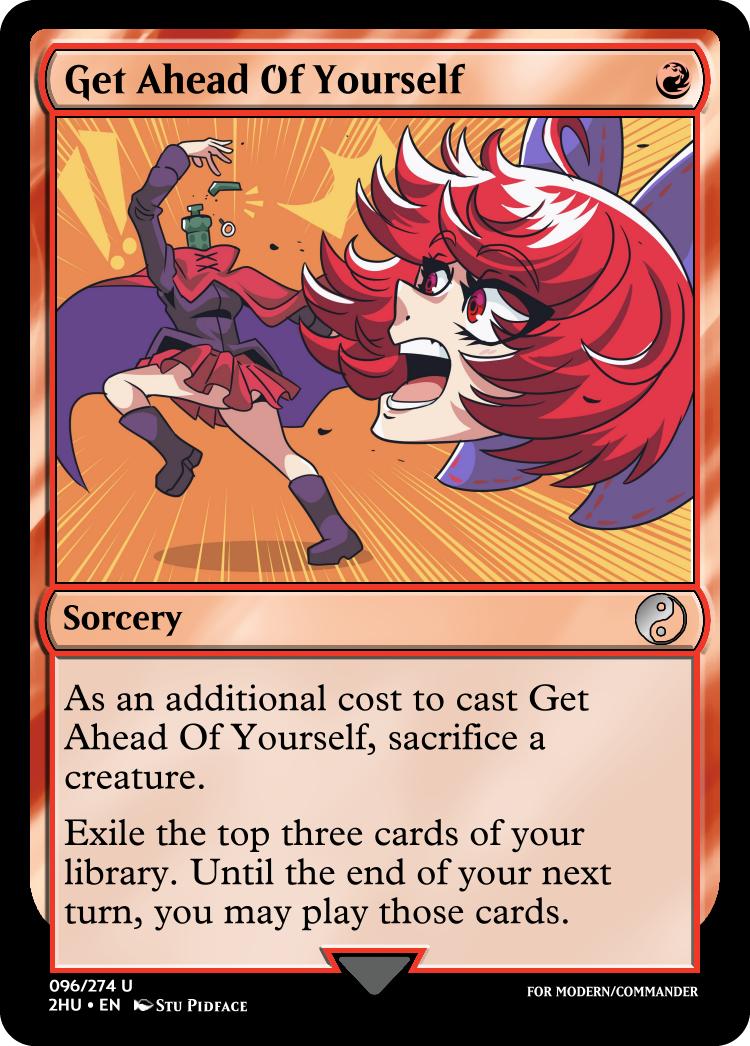 Get Ahead Of Yourself
Sorcery
As an additional cost to cast Get
Ahead Of Yourself, sacrifice a
creature.
Exile the top three cards of your
library. Until the end of your next
turn, you may play those cards.
096/274 U
2HU • EN Stu Pidface
FOR MODERN/COMMANDER